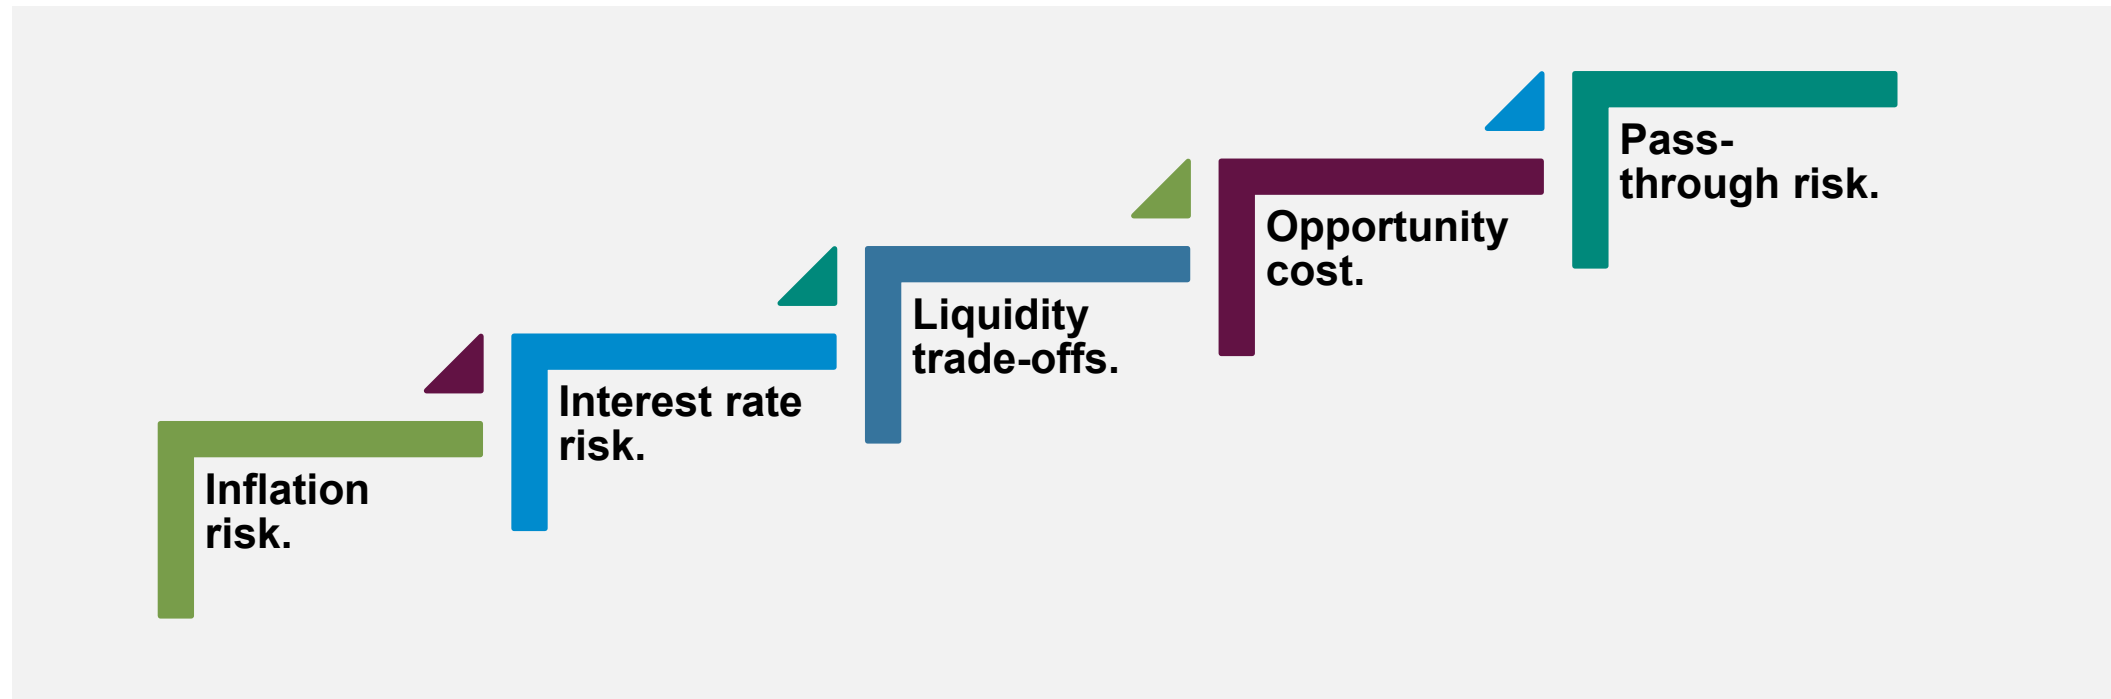 Inflation
risk.
Interest rate
risk.
Liquidity
trade-offs.
Opportunity
cost.
Pass-
through risk.